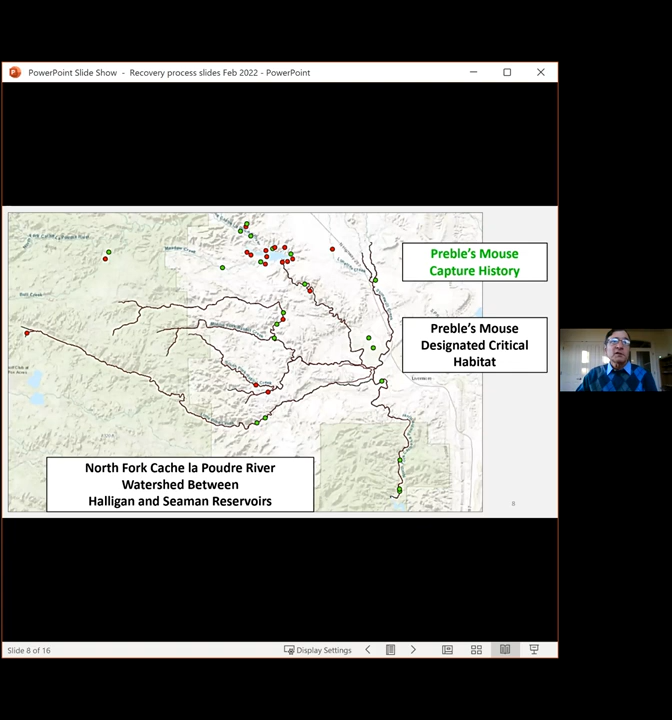 PowerPoint Slide Show - Recovery process slides Feb 2022 - PowerPoint
Preble's Mouse
Capture History
Preble's Mouse
Designated Critical
Habitat
North Fork Cache la Poudre River
Watershed Between
Halligan and Seaman Reservoirs
8
Slide 8 of 16
Display Settings